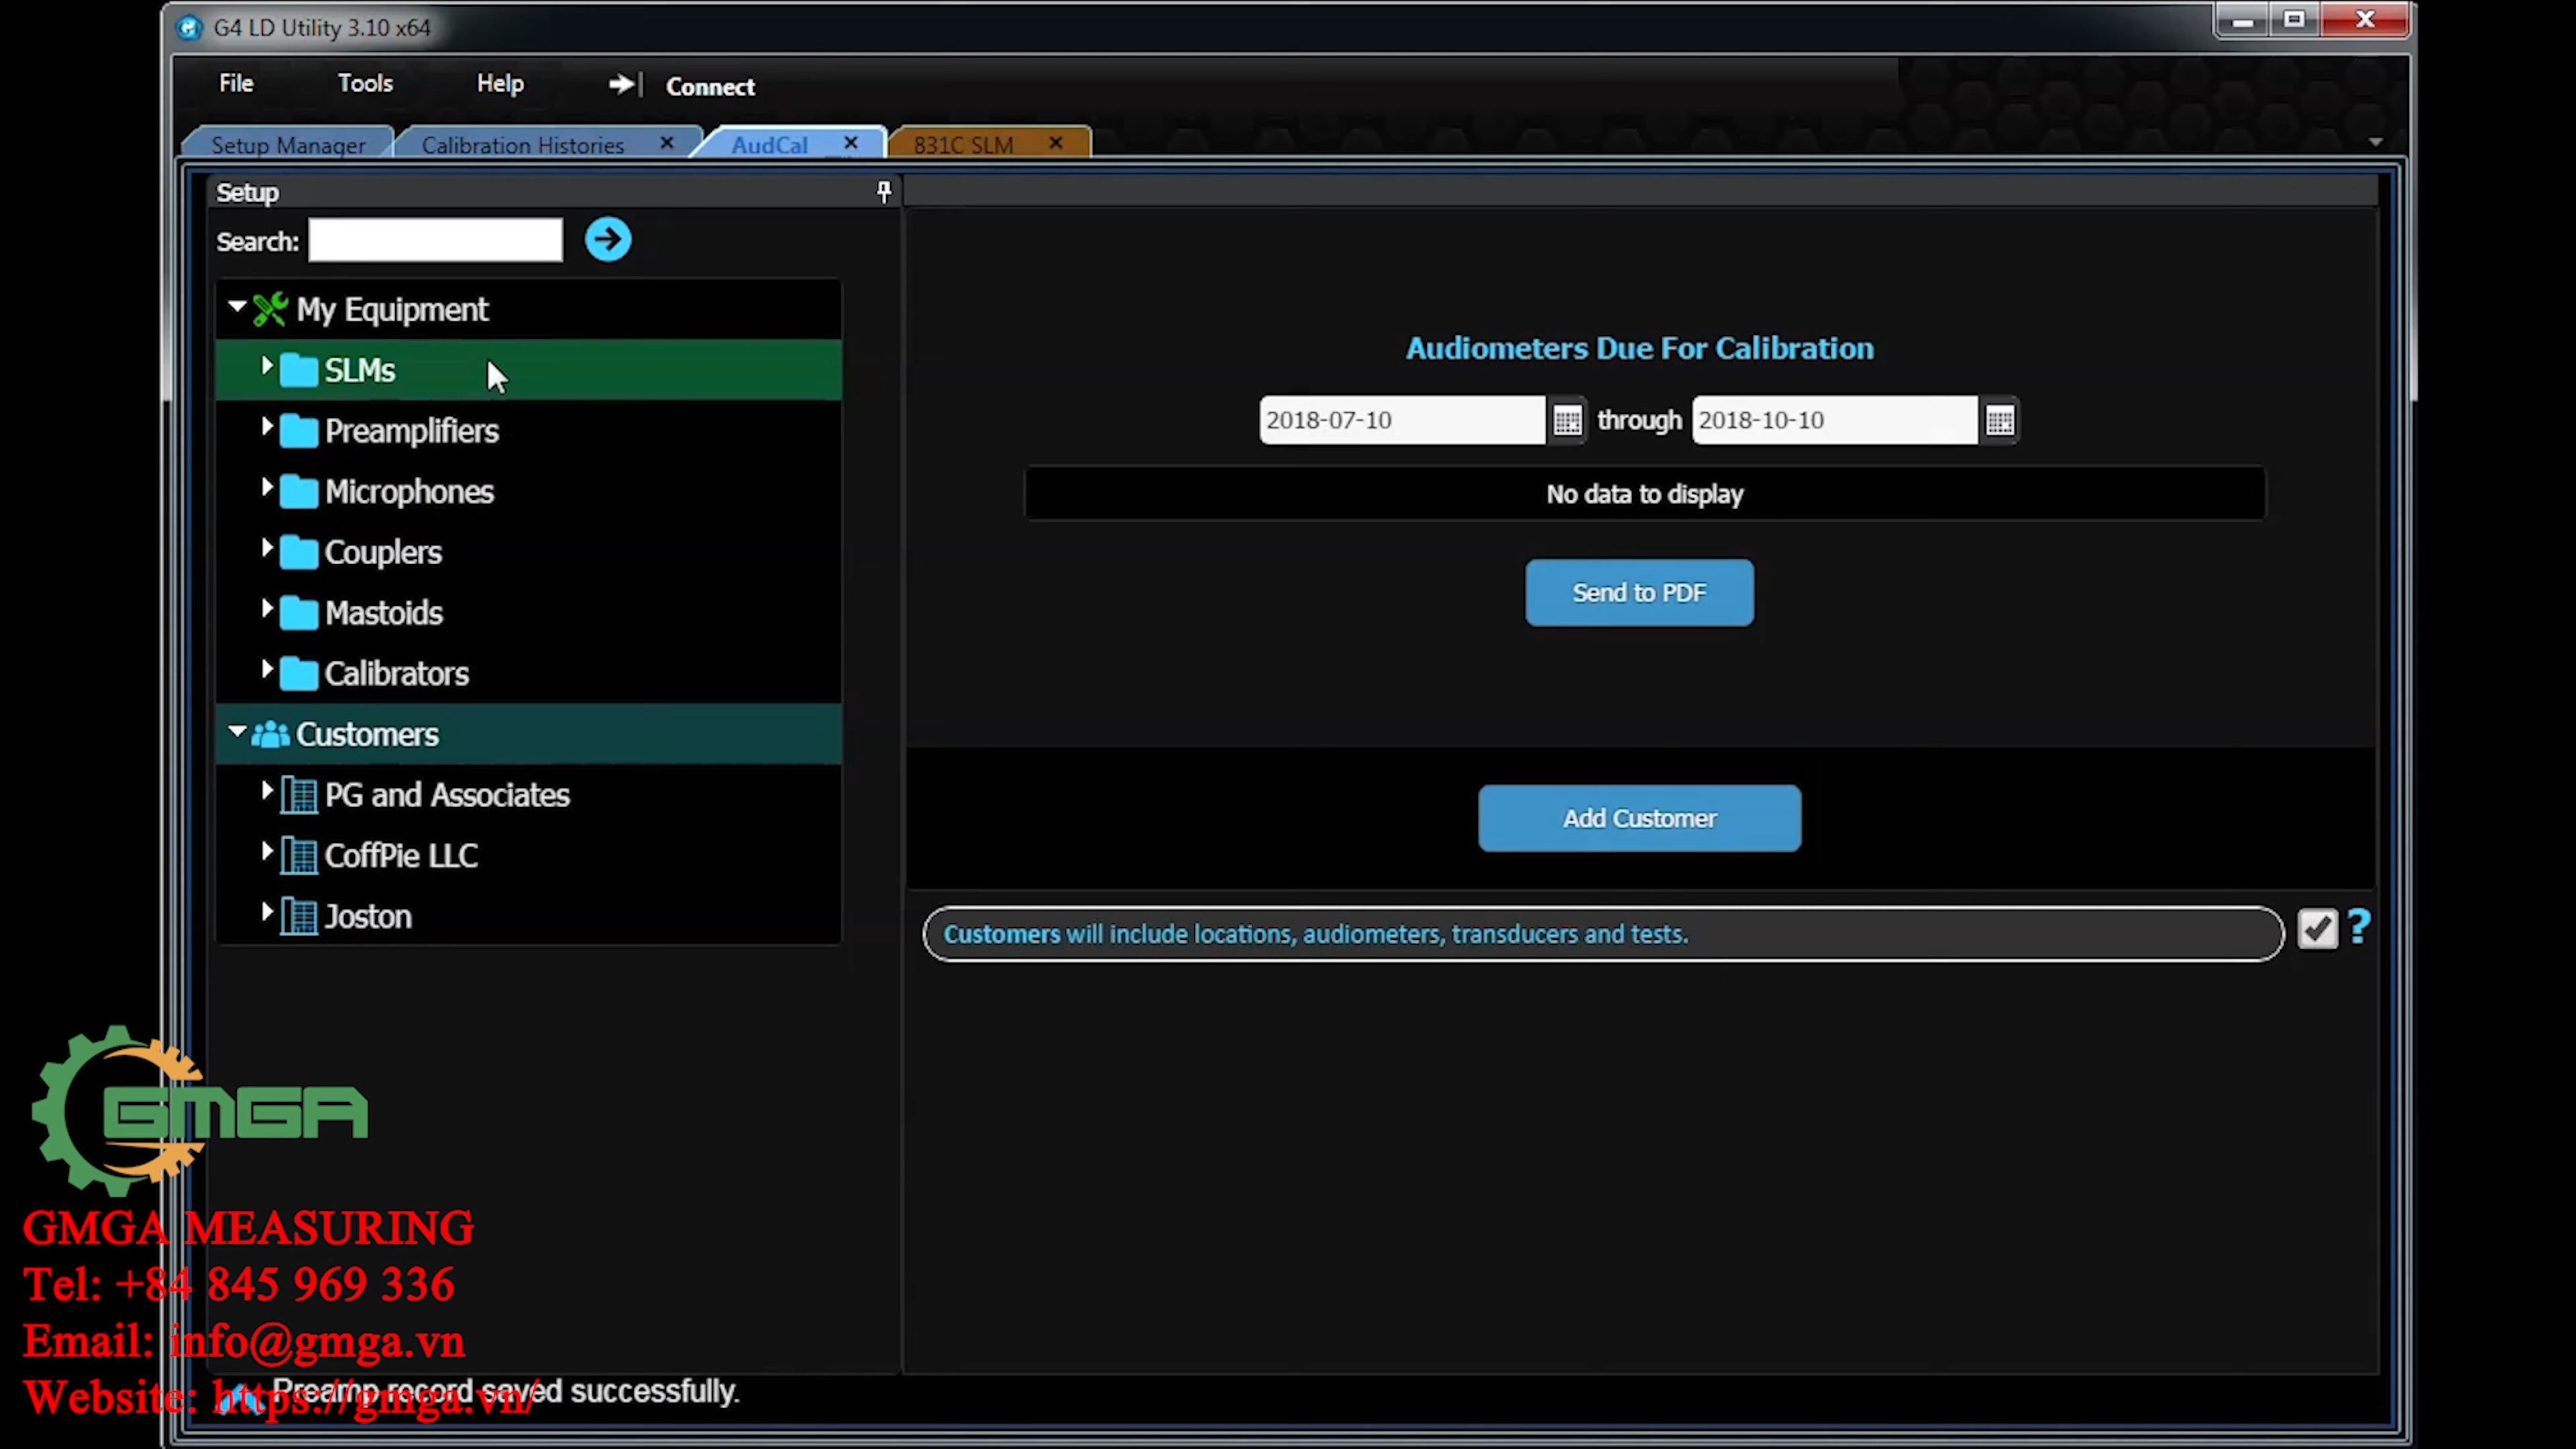 G4 LD Utility 3.10 x64
File Tools Help Connect
Setup Manager Calibration Histories AudCal 831C SLM
Setup
Search:
My Equipment
SLMs
Preamplifiers
Microphones
Couplers
Mastoids
Calibrators
Customers
PG and Associates
CoffPie LLC
Joston
Audiometers Due For Calibration
2018-07-10 through 2018-10-10
No data to display
Send to PDF
Add Customer
Customers will include locations, audiometers, transducers and tests.
?
GMGA
GMGA MEASURING
Tel: +84 845 969 336
Email: info@gmga.vn
Website: https://gmga.vn/
Preamp record saved successfully.